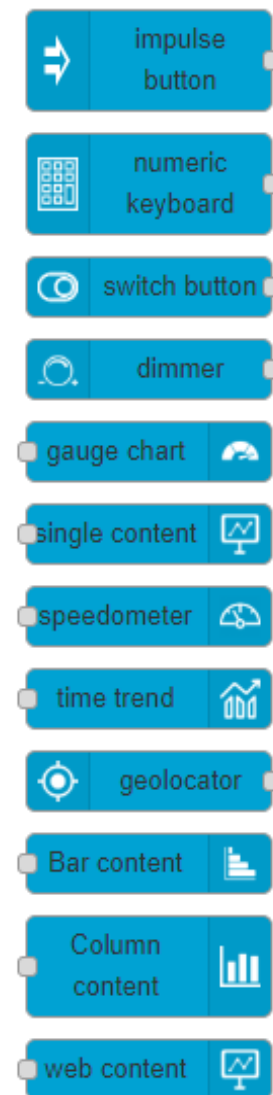 impulse
button
numeric
keyboard
switch button
dimmer
gauge chart
single content
speedometer
time trend
geolocator
Bar content
Column
content
web content